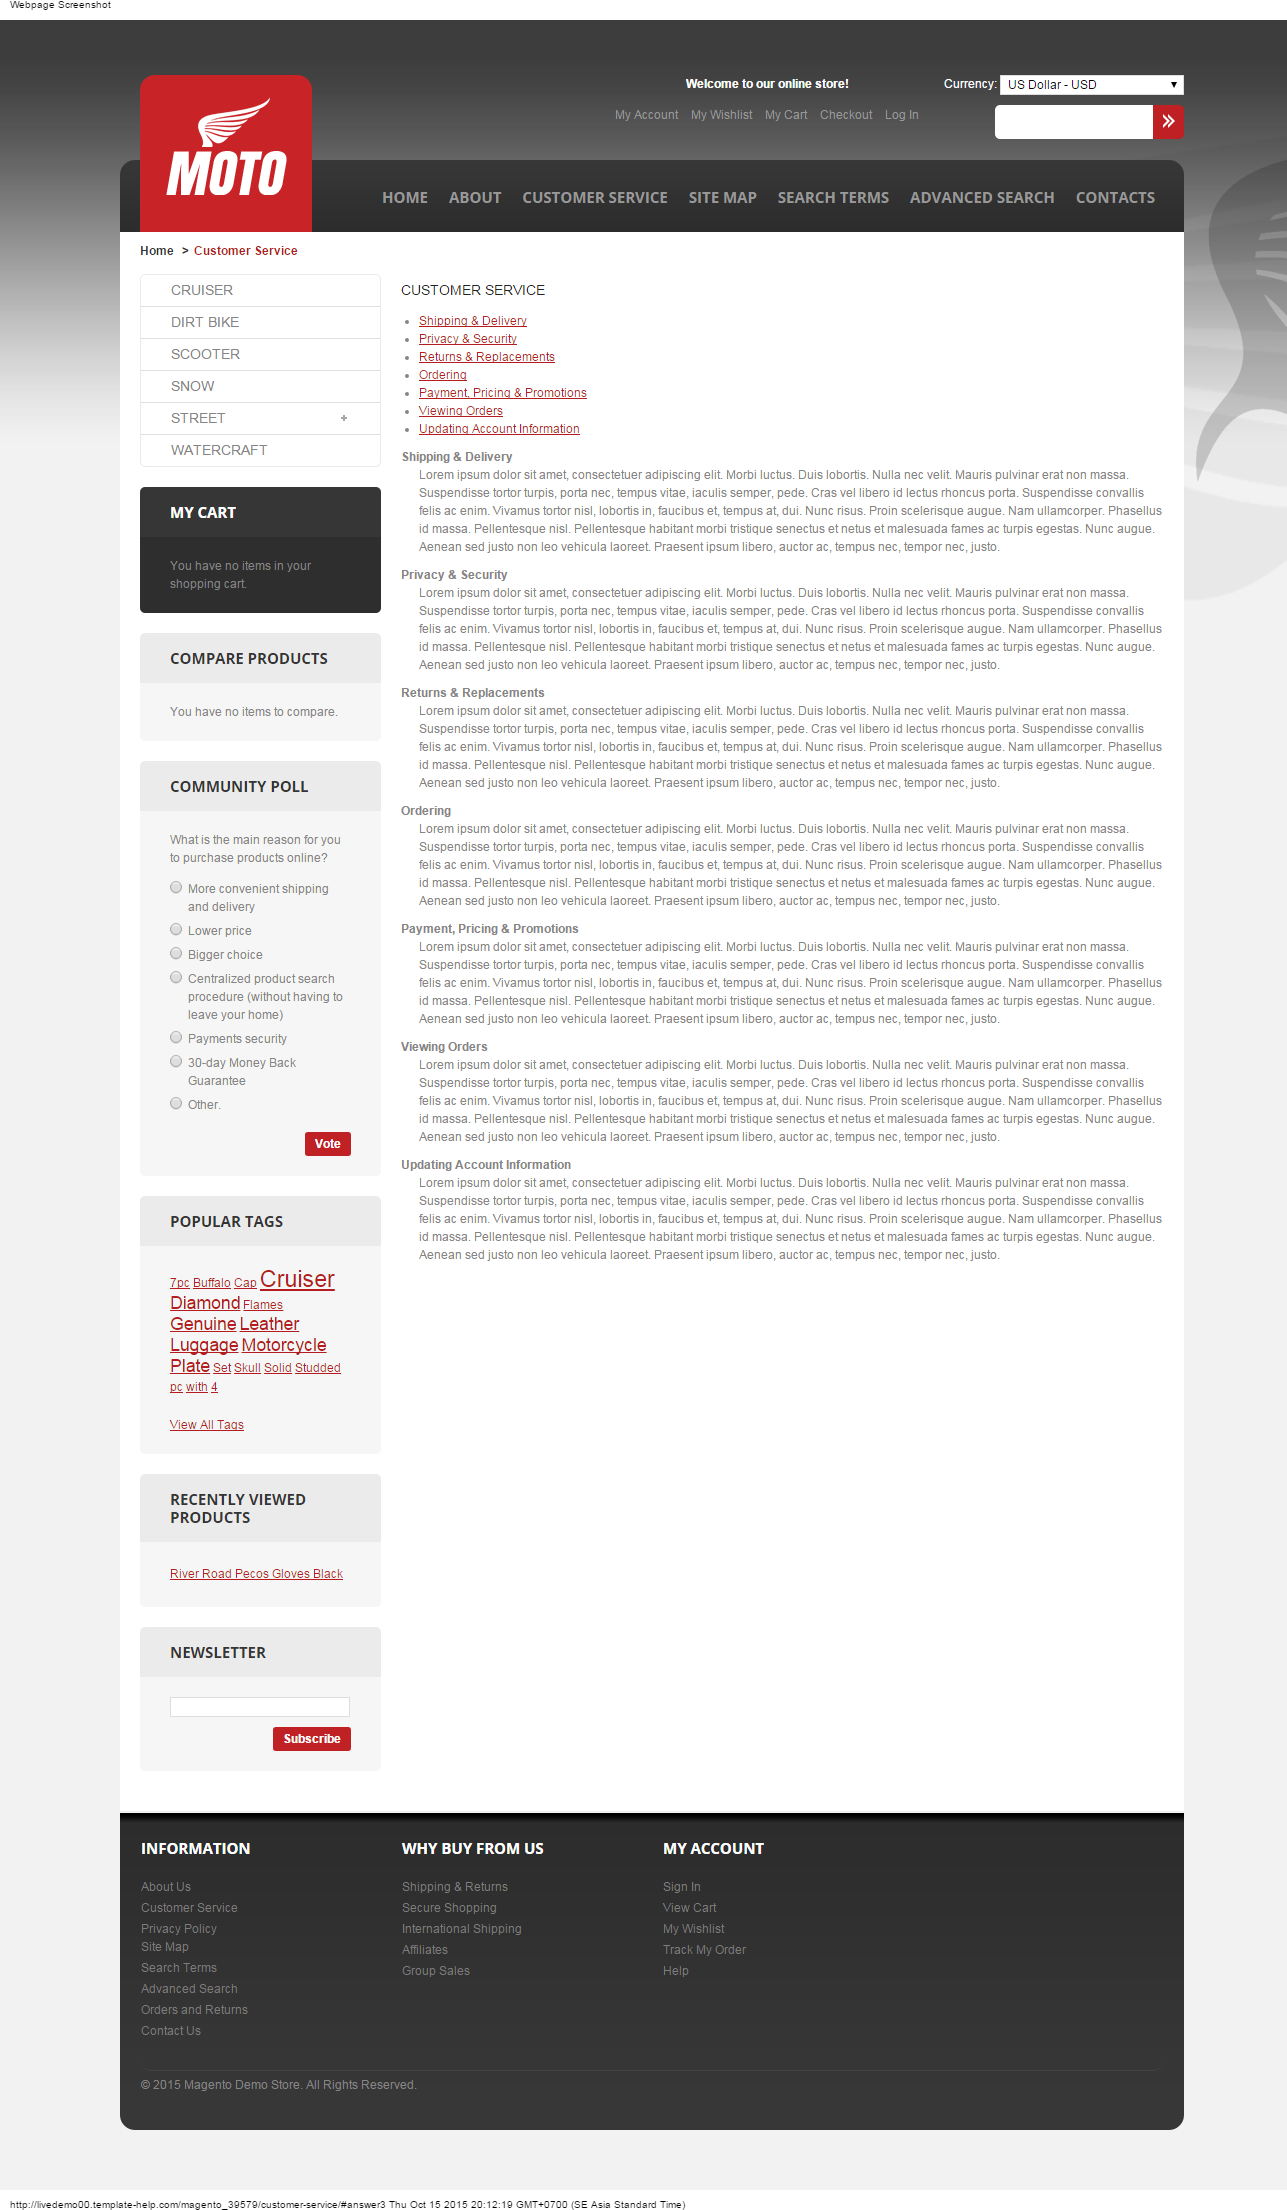 Webpage Screenshot
Welcome to our online store!
Currency: US Dollar - USD
My Account My Wishlist My Cart Checkout Log In
MOTO
HOME ABOUT CUSTOMER SERVICE SITE MAP SEARCH TERMS ADVANCED SEARCH CONTACTS
Home > Customer Service
CRUISER
DIRT BIKE
SCOOTER
SNOW
STREET +
WATERCRAFT
MY CART
You have no items in your
shopping cart.
COMPARE PRODUCTS
You have no items to compare.
COMMUNITY POLL
What is the main reason for you
to purchase products online?
More convenient shipping
and delivery
Lower price
Bigger choice
Centralized product search
procedure (without having to
leave your home)
Payments security
30-day Money Back
Guarantee
Other.
Vote
POPULAR TAGS
7pc Buffalo Cap Cruiser
Diamond Flames
Genuine Leather
Luggage Motorcycle
Plate Set Skull Solid Studded
pc with 4
View All Tags
RECENTLY VIEWED
PRODUCTS
River Road Pecos Gloves Black
NEWSLETTER
Subscribe
CUSTOMER SERVICE
• Shipping & Delivery
• Privacy & Security
• Returns & Replacements
• Ordering
• Payment, Pricing & Promotions
• Viewing Orders
• Updating Account Information
Shipping & Delivery
Lorem ipsum dolor sit amet, consectetuer adipiscing elit. Morbi luctus. Duis lobortis. Nulla nec velit. Mauris pulvinar erat non massa.
Suspendisse tortor turpis, porta nec, tempus vitae, iaculis semper, pede. Cras vel libero id lectus rhoncus porta. Suspendisse convallis
felis ac enim. Vivamus tortor nisl, lobortis in, faucibus et, tempus at, dui. Nunc risus. Proin scelerisque augue. Nam ullamcorper. Phasellus
id massa. Pellentesque nisl. Pellentesque habitant morbi tristique senectus et netus et malesuada fames ac turpis egestas. Nunc augue.
Aenean sed justo non leo vehicula laoreet. Praesent ipsum libero, auctor ac, tempus nec, tempor nec, justo.
Privacy & Security
Lorem ipsum dolor sit amet, consectetuer adipiscing elit. Morbi luctus. Duis lobortis. Nulla nec velit. Mauris pulvinar erat non massa.
Suspendisse tortor turpis, porta nec, tempus vitae, iaculis semper, pede. Cras vel libero id lectus rhoncus porta. Suspendisse convallis
felis ac enim. Vivamus tortor nisl, lobortis in, faucibus et, tempus at, dui. Nunc risus. Proin scelerisque augue. Nam ullamcorper. Phasellus
id massa. Pellentesque nisl. Pellentesque habitant morbi tristique senectus et netus et malesuada fames ac turpis egestas. Nunc augue.
Aenean sed justo non leo vehicula laoreet. Praesent ipsum libero, auctor ac, tempus nec, tempor nec, justo.
Returns & Replacements
Lorem ipsum dolor sit amet, consectetuer adipiscing elit. Morbi luctus. Duis lobortis. Nulla nec velit. Mauris pulvinar erat non massa.
Suspendisse tortor turpis, porta nec, tempus vitae, iaculis semper, pede. Cras vel libero id lectus rhoncus porta. Suspendisse convallis
felis ac enim. Vivamus tortor nisl, lobortis in, faucibus et, tempus at, dui. Nunc risus. Proin scelerisque augue. Nam ullamcorper. Phasellus
id massa. Pellentesque nisl. Pellentesque habitant morbi tristique senectus et netus et malesuada fames ac turpis egestas. Nunc augue.
Aenean sed justo non leo vehicula laoreet. Praesent ipsum libero, auctor ac, tempus nec, tempor nec, justo.
Ordering
Lorem ipsum dolor sit amet, consectetuer adipiscing elit. Morbi luctus. Duis lobortis. Nulla nec velit. Mauris pulvinar erat non massa.
Suspendisse tortor turpis, porta nec, tempus vitae, iaculis semper, pede. Cras vel libero id lectus rhoncus porta. Suspendisse convallis
felis ac enim. Vivamus tortor nisl, lobortis in, faucibus et, tempus at, dui. Nunc risus. Proin scelerisque augue. Nam ullamcorper. Phasellus
id massa. Pellentesque nisl. Pellentesque habitant morbi tristique senectus et netus et malesuada fames ac turpis egestas. Nunc augue.
Aenean sed justo non leo vehicula laoreet. Praesent ipsum libero, auctor ac, tempus nec, tempor nec, justo.
Payment, Pricing & Promotions
Lorem ipsum dolor sit amet, consectetuer adipiscing elit. Morbi luctus. Duis lobortis. Nulla nec velit. Mauris pulvinar erat non massa.
Suspendisse tortor turpis, porta nec, tempus vitae, iaculis semper, pede. Cras vel libero id lectus rhoncus porta. Suspendisse convallis
felis ac enim. Vivamus tortor nisl, lobortis in, faucibus et, tempus at, dui. Nunc risus. Proin scelerisque augue. Nam ullamcorper. Phasellus
id massa. Pellentesque nisl. Pellentesque habitant morbi tristique senectus et netus et malesuada fames ac turpis egestas. Nunc augue.
Aenean sed justo non leo vehicula laoreet. Praesent ipsum libero, auctor ac, tempus nec, tempor nec, justo.
Viewing Orders
Lorem ipsum dolor sit amet, consectetuer adipiscing elit. Morbi luctus. Duis lobortis. Nulla nec velit. Mauris pulvinar erat non massa.
Suspendisse tortor turpis, porta nec, tempus vitae, iaculis semper, pede. Cras vel libero id lectus rhoncus porta. Suspendisse convallis
felis ac enim. Vivamus tortor nisl, lobortis in, faucibus et, tempus at, dui. Nunc risus. Proin scelerisque augue. Nam ullamcorper. Phasellus
id massa. Pellentesque nisl. Pellentesque habitant morbi tristique senectus et netus et malesuada fames ac turpis egestas. Nunc augue.
Aenean sed justo non leo vehicula laoreet. Praesent ipsum libero, auctor ac, tempus nec, tempor nec, justo.
Updating Account Information
Lorem ipsum dolor sit amet, consectetuer adipiscing elit. Morbi luctus. Duis lobortis. Nulla nec velit. Mauris pulvinar erat non massa.
Suspendisse tortor turpis, porta nec, tempus vitae, iaculis semper, pede. Cras vel libero id lectus rhoncus porta. Suspendisse convallis
felis ac enim. Vivamus tortor nisl, lobortis in, faucibus et, tempus at, dui. Nunc risus. Proin scelerisque augue. Nam ullamcorper. Phasellus
id massa. Pellentesque nisl. Pellentesque habitant morbi tristique senectus et netus et malesuada fames ac turpis egestas. Nunc augue.
Aenean sed justo non leo vehicula laoreet. Praesent ipsum libero, auctor ac, tempus nec, tempor nec, justo.
INFORMATION
About Us
Customer Service
Privacy Policy
Site Map
Search Terms
Advanced Search
Orders and Returns
Contact Us
WHY BUY FROM US
Shipping & Returns
Secure Shopping
International Shipping
Affiliates
Group Sales
MY ACCOUNT
Sign In
View Cart
My Wishlist
Track My Order
Help
© 2015 Magento Demo Store. All Rights Reserved.
http://livedemo00.template-help.com/magento_39579/customer-service/#answer3 Thu Oct 15 2015 20:12:19 GMT+0700 (SE Asia Standard Time)